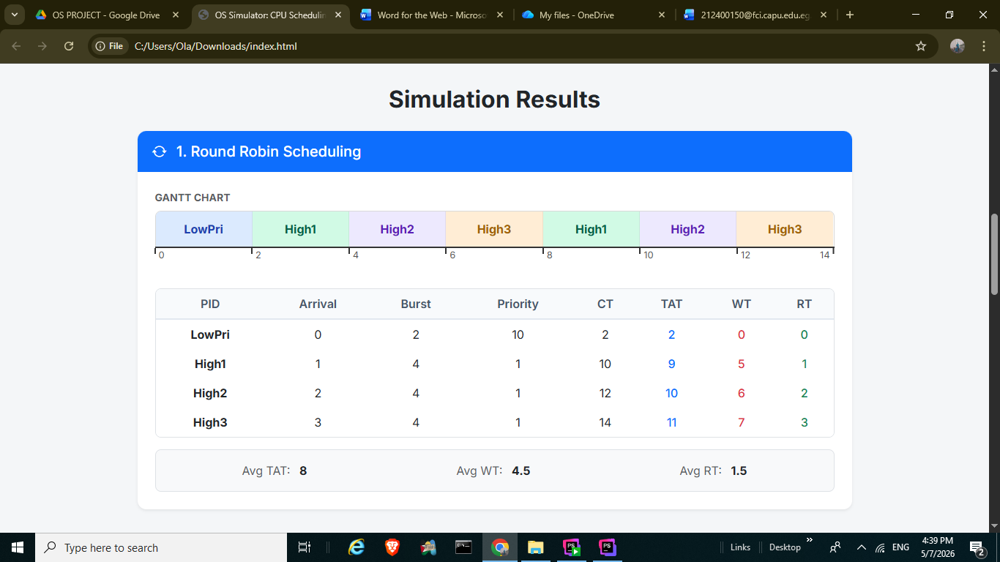 OS PROJECT - Google Drive
OS Simulator: CPU Schedulin
Word for the Web - Microso
My files - OneDrive
212400150@fci.capu.edu.eg
File C:/Users/Ola/Downloads/index.html
Simulation Results
1. Round Robin Scheduling
GANTT CHART
LowPri High1 High2 High3 High1 High2 High3
0 2 4 6 8 10 12 14
PID Arrival Burst Priority CT TAT WT RT
LowPri 0 2 10 2 2 0 0
High1 1 4 1 10 9 5 1
High2 2 4 1 12 10 6 2
High3 3 4 1 14 11 7 3
Avg TAT: 8 Avg WT: 4.5 Avg RT: 1.5
Type here to search
PS
PS
Links
Desktop
ENG
4:39 PM
5/7/2026
2